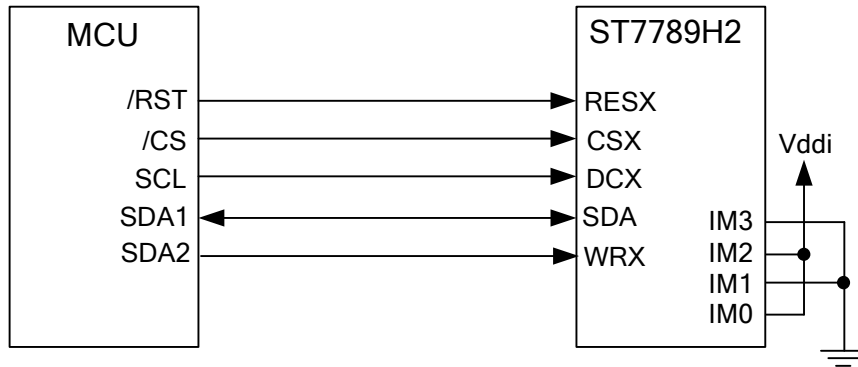 MCU
ST7789H2
/RST
RESX
/CS
CSX
Vddi
SCL
DCX
SDA1
SDA
IM3
SDA2
WRX
IM2
IM1
IM0